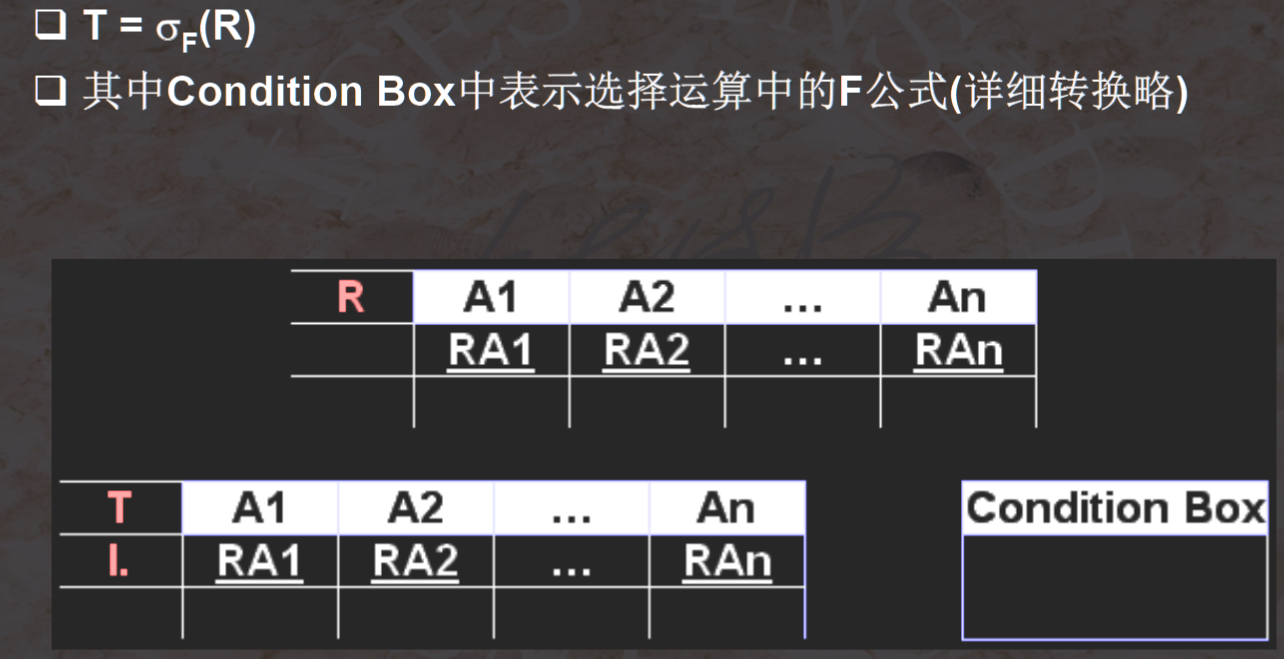 ❑ T = σF(R)
❑ 其中Condition Box中表示选择运算中的F公式(详细转换略)
R A1 A2 ... An
RA1 RA2 ... RAn
T A1 A2 ... An Condition Box
I. RA1 RA2 ... RAn